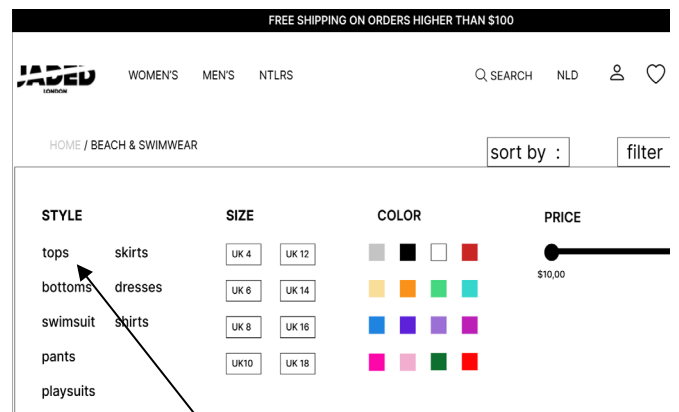 FREE SHIPPING ON ORDERS HIGHER THAN $100
JADED
LONDON
WOMEN'S MEN'S NTLRS SEARCH NLD
HOME / BEACH & SWIMWEAR
sort by : filter
STYLE SIZE COLOR PRICE
tops skirts UK 4 UK 12
$10,00
bottoms dresses UK 6 UK 14
swimsuit shirts UK 8 UK 16
pants UK10 UK 18
playsuits